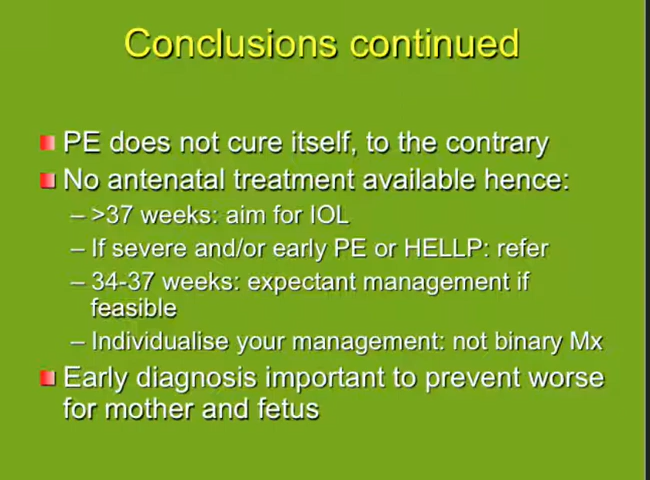 Conclusions continued
PE does not cure itself, to the contrary
No antenatal treatment available hence:
– >37 weeks: aim for IOL
– If severe and/or early PE or HELLP: refer
– 34-37 weeks: expectant management if
feasible
– Individualise your management: not binary Mx
Early diagnosis important to prevent worse
for mother and fetus